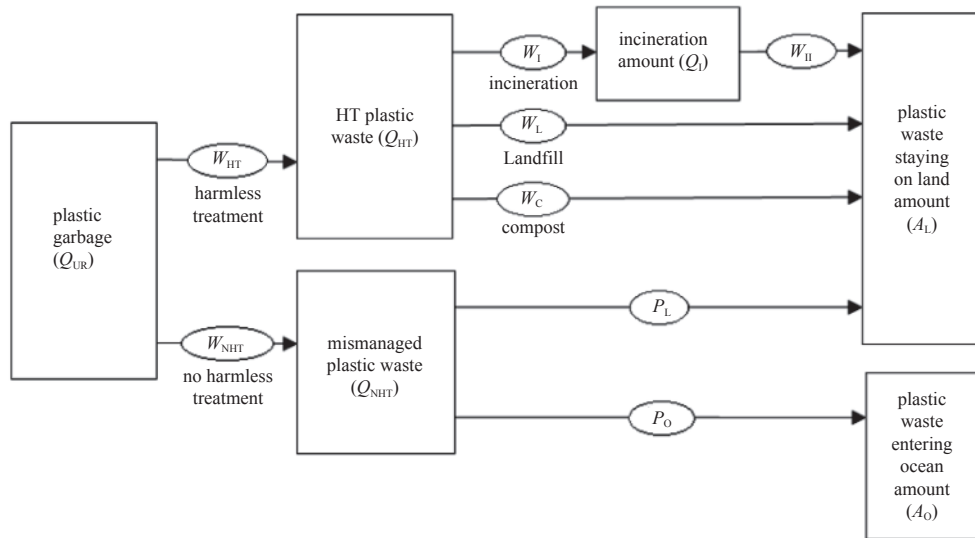 plastic
garbage
(Q_UR)
W_HT
harmless
treatment
W_NHT
no harmless
treatment
HT plastic
waste (Q_HT)
mismanaged
plastic waste
(Q_NHT)
W_I
incineration
incineration
amount (Q_I)
W_II
W_L
Landfill
W_C
compost
P_L
P_O
plastic
waste
staying
on land
amount
(A_L)
plastic
waste
entering
ocean
amount
(A_O)